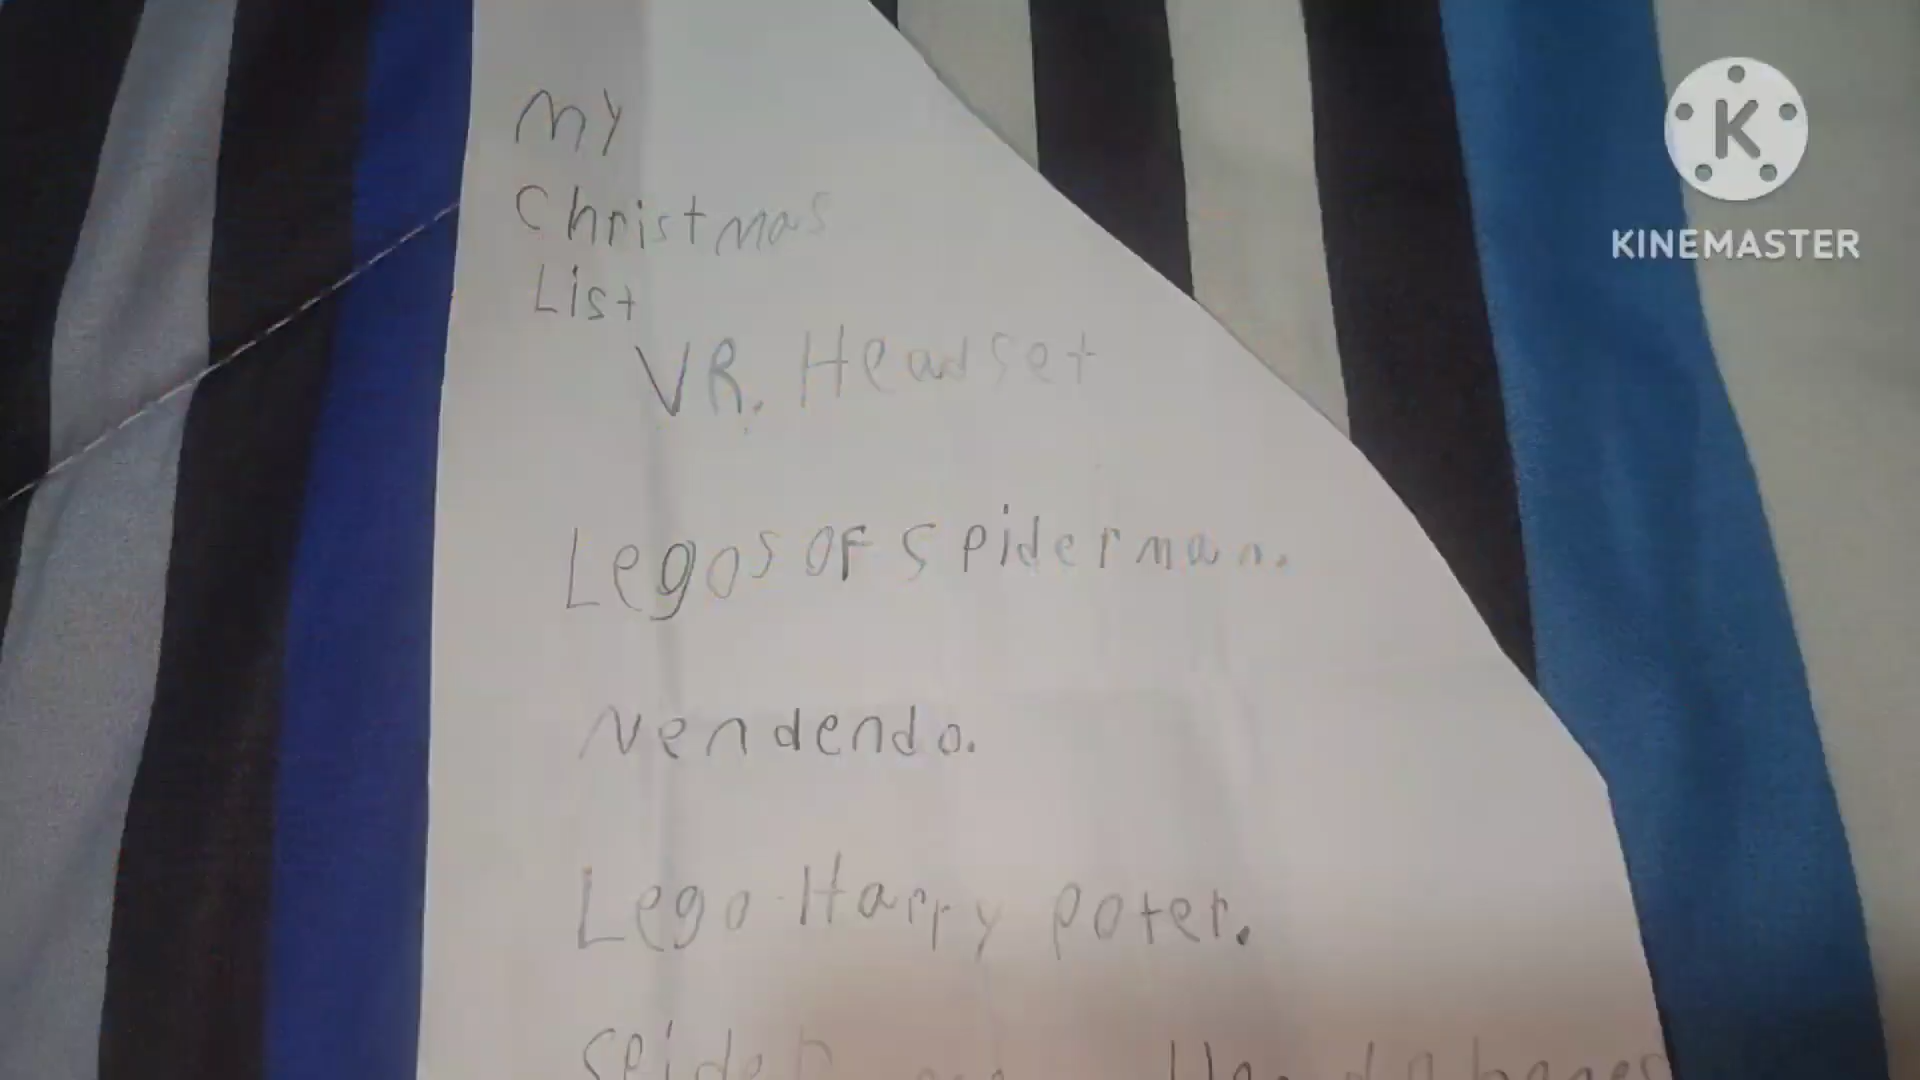 My
Christmas
List
VR. Headset
Legos OF Spiderman.
Nendendo.
Lego Harry poter.
KINEMASTER